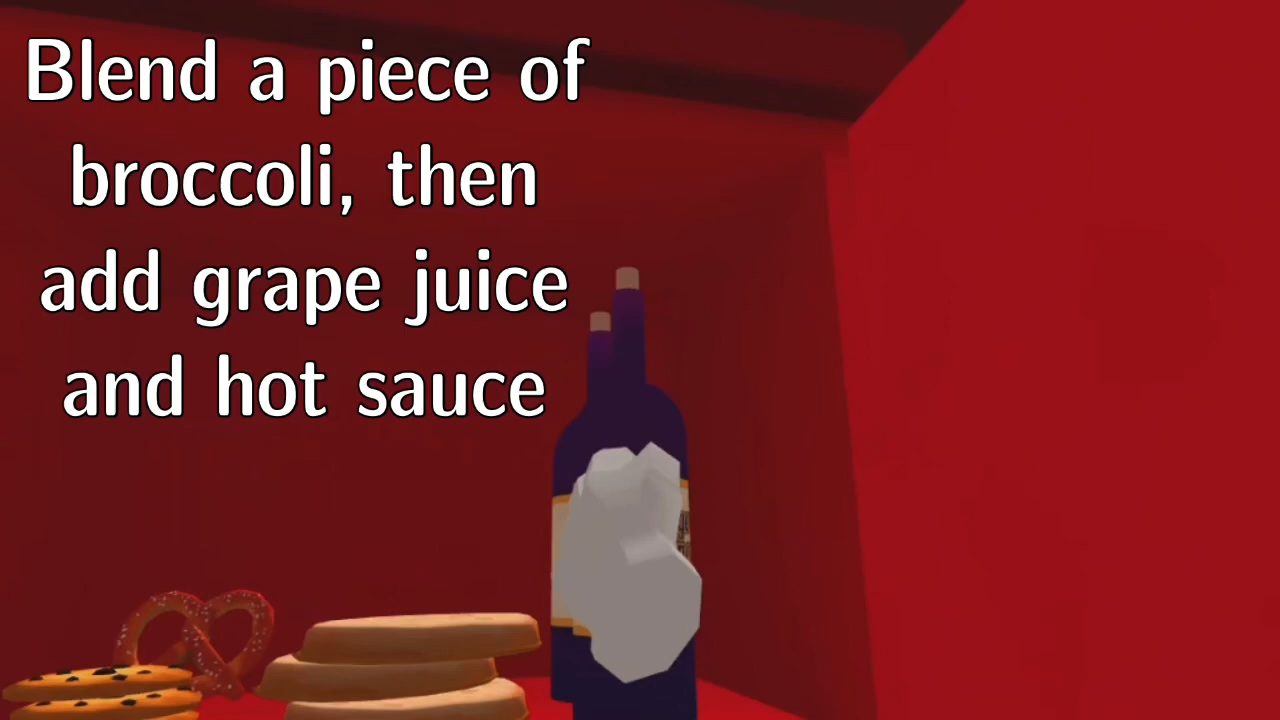 Blend a piece of
broccoli, then
add grape juice
and hot sauce